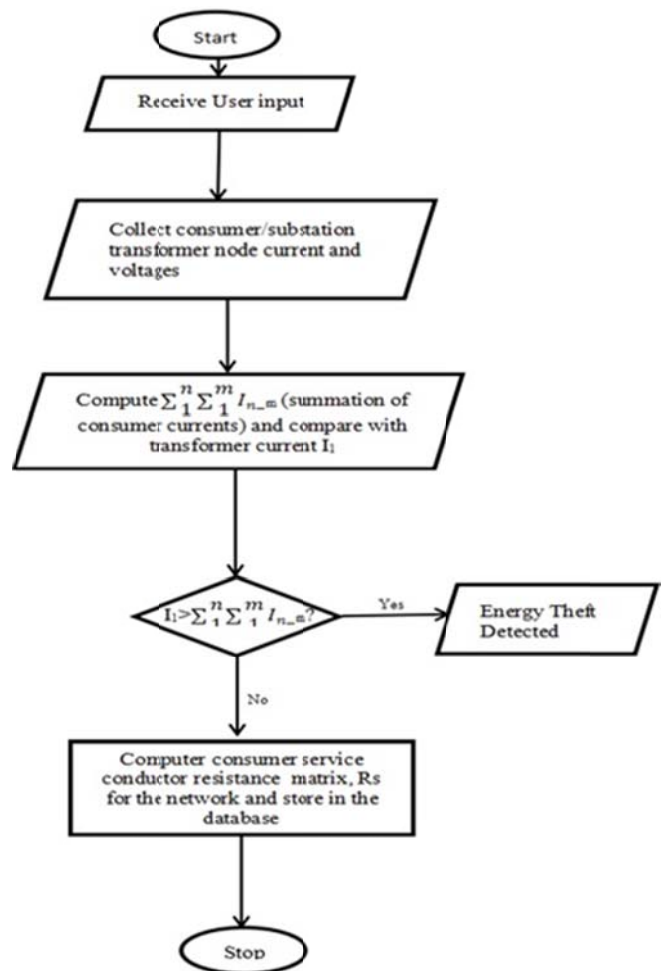 Start
Receive User input
Collect consumer/substation
transformer node current and
voltages
Compute ∑₁ⁿ ∑₁ᵐ Iₙ_ₘ (summation of
consumer currents) and compare with
transformer current I₁
I₁>∑₁ⁿ ∑₁ᵐ Iₙ_ₘ?
Yes
Energy Theft
Detected
No
Computer consumer service
conductor resistance matrix, Rs
for the network and store in the
database
Stop